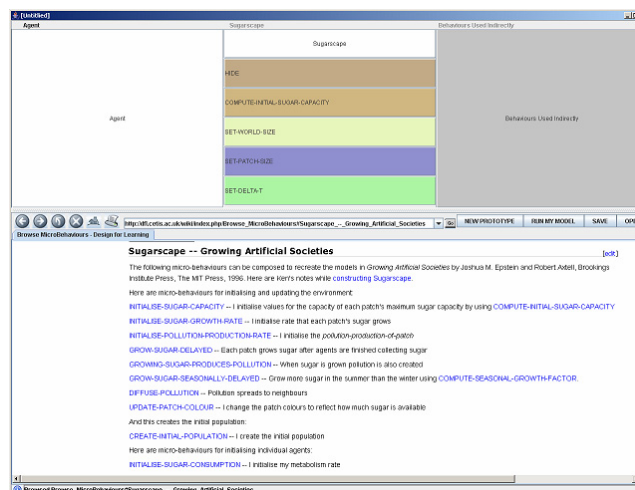 [Untitled]
Agent
Sugarscape
Behaviours Used Indirectly
Sugarscape
HIDE
COMPUTE-INITIAL-SUGAR-CAPACITY
Agent
Behaviours Used Indirectly
SET-WORLD-SIZE
SET-PATCH-SIZE
SET-DELTA-T
http://dfl.cetis.ac.uk/wiki/index.php/Browse_MicroBehaviours#Sugarscape_--_Growing_Artificial_Societies
Go
NEW PROTOTYPE
RUN MY MODEL
SAVE
OPE
Browse MicroBehaviours - Design for Learning
Sugarscape -- Growing Artificial Societies
[edit]
The following micro-behaviours can be composed to recreate the models in Growing Artificial Societies by Joshua M. Epstein and Robert Axtell, Brookings
Institute Press, The MIT Press, 1996. Here are Ken's notes while constructing Sugarscape.
Here are micro-behaviours for initialising and updating the environment:
INITIALISE-SUGAR-CAPACITY -- I initialise values for the capacity of each patch's maximum sugar capacity by using COMPUTE-INITIAL-SUGAR-CAPACITY
INITIALISE-SUGAR-GROWTH-RATE -- I initialise rate that each patch's sugar grows
INITIALISE-POLLUTION-PRODUCTION-RATE -- I initialise the pollution-production-of-patch
GROW-SUGAR-DELAYED -- Each patch grows sugar after agents are finished collecting sugar
GROWING-SUGAR-PRODUCES-POLLUTION -- When sugar is grown pollution is also created
GROW-SUGAR-SEASONALLY-DELAYED -- Grow more sugar in the summer than the winter using COMPUTE-SEASONAL-GROWTH-FACTOR.
DIFFUSE-POLLUTION -- Pollution spreads to neighbours
UPDATE-PATCH-COLOUR -- I change the patch colours to reflect how much sugar is available
And this creates the initial population:
CREATE-INITIAL-POPULATION -- I create the initial population
Here are micro-behaviours for initialising individual agents:
INITIALISE-SUGAR-CONSUMPTION -- I initialise my metabolism rate
Browsed Browse_MicroBehaviours#Sugarscape_--_Growing_Artificial_Societies